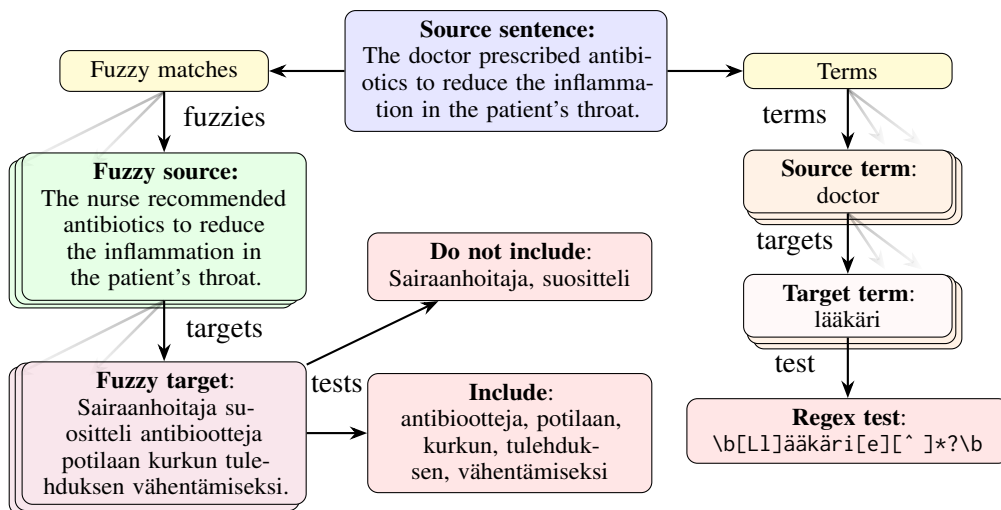 Source sentence:
The doctor prescribed antibi-
otics to reduce the inflamma-
tion in the patient's throat.
Fuzzy matches
fuzzies
Fuzzy source:
The nurse recommended
antibiotics to reduce
the inflammation in
the patient's throat.
targets
Fuzzy target:
Sairaanhoitaja su-
ositteli antibiootteja
potilaan kurkun tule-
hduksen vähentämiseksi.
tests
Do not include:
Sairaanhoitaja, suositteli
Include:
antibiootteja, potilaan,
kurkun, tulehduk-
sen, vähentämiseksi
Terms
terms
Source term:
doctor
targets
Target term:
lääkäri
test
Regex test:
\b[Ll]ääkäri[e][^ ]*?\b